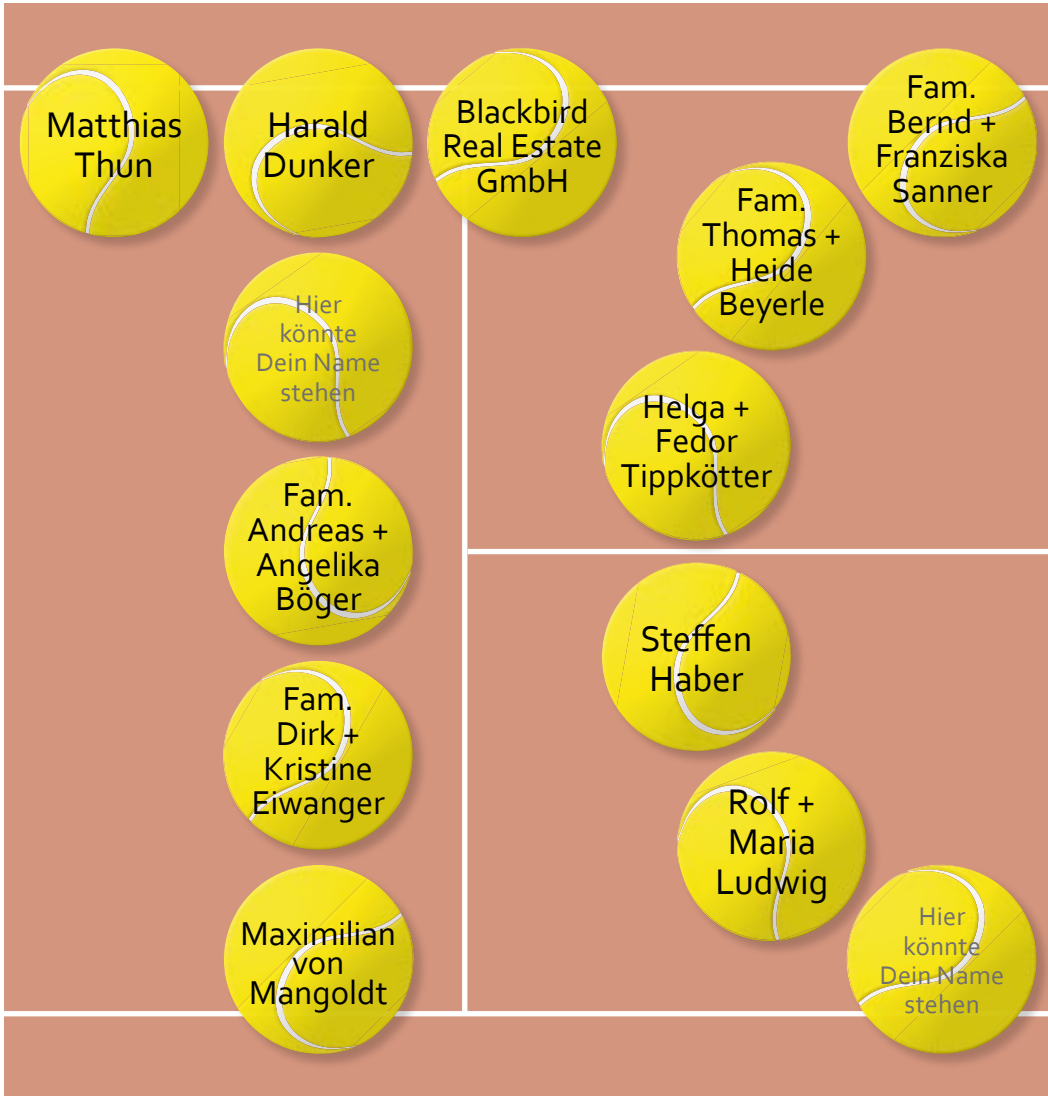 Matthias
Thun
Harald
Dunker
Blackbird
Real Estate
GmbH
Fam.
Bernd +
Franziska
Sanner
Fam.
Thomas +
Heide
Beyerle
Hier
könnte
Dein Name
stehen
Helga +
Fedor
Tippkötter
Fam.
Andreas +
Angelika
Böger
Steffen
Haber
Fam.
Dirk +
Kristine
Eiwanger
Rolf +
Maria
Ludwig
Maximilian
von
Mangoldt
Hier
könnte
Dein Name
stehen